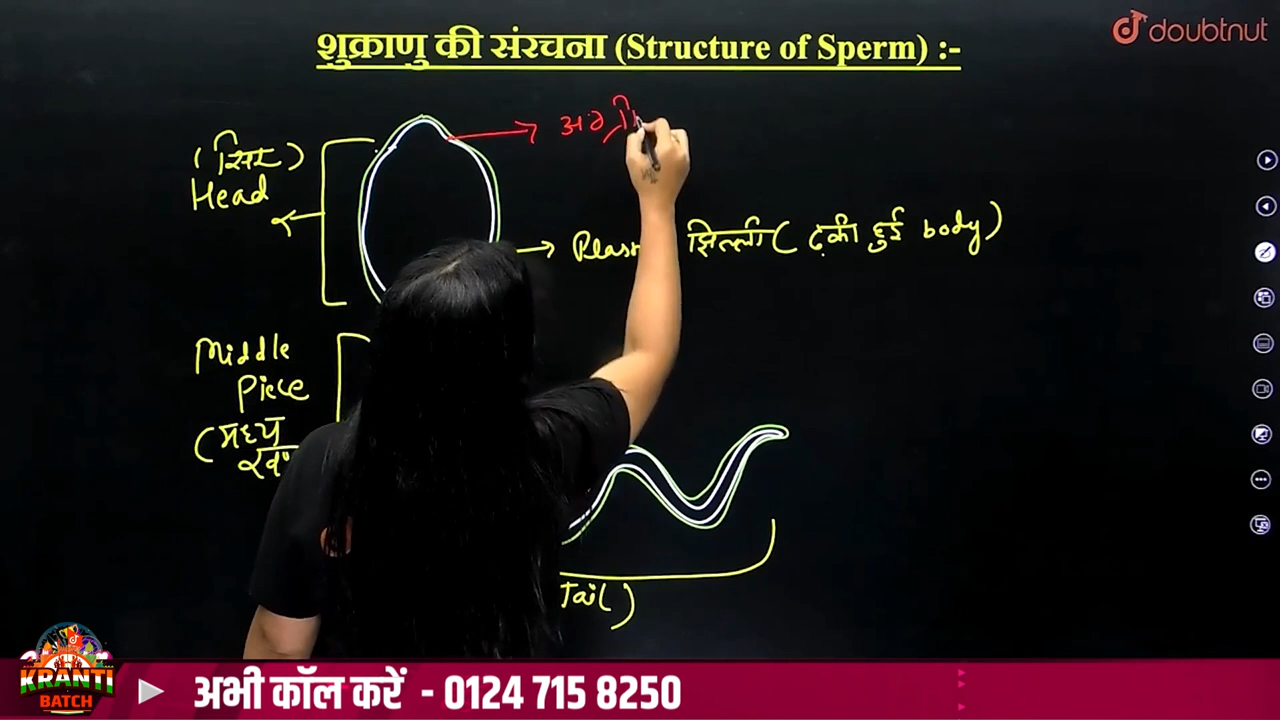 शुक्राणु की संरचना (Structure of Sperm) :-
doubtnut
(सिर)
Head
झिल्ली ( ढकी हुई body)
Middle
Piece
(मध्य
Tail)
KRANTI
BATCH
अभी कॉल करें - 0124 715 8250